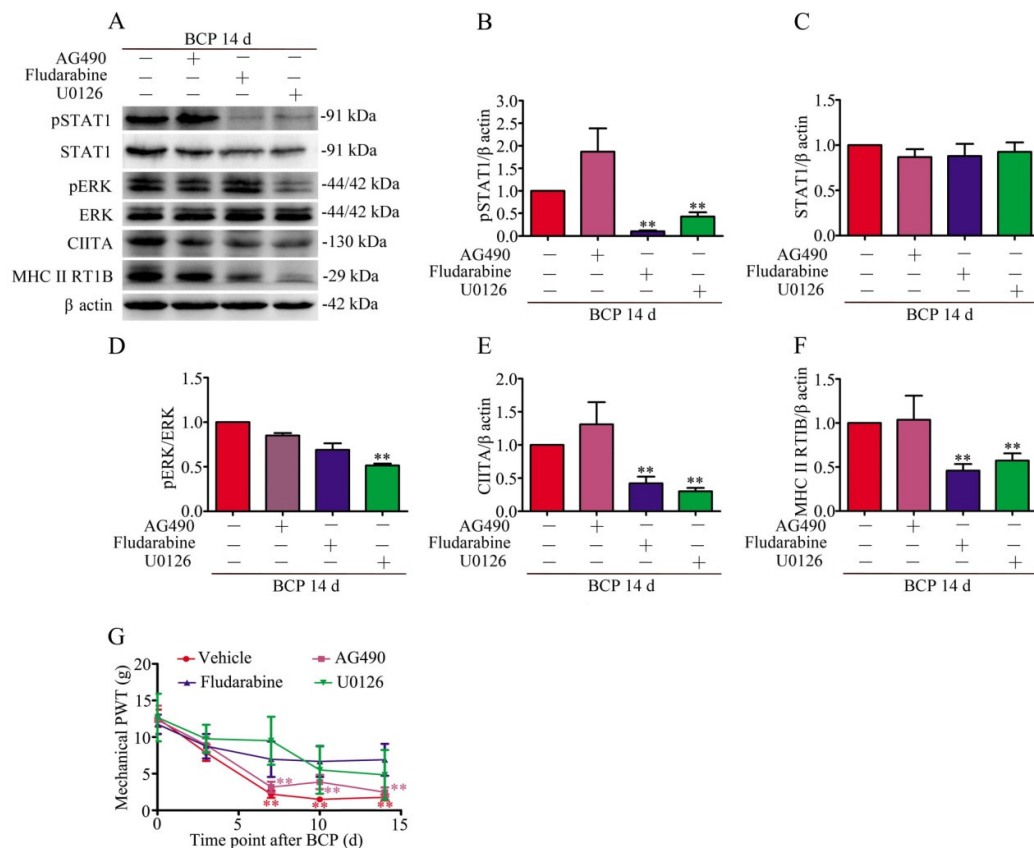 A
BCP 14 d
AG490 – + – –
Fludarabine – – + –
U0126 – – – +
pSTAT1 -91 kDa
STAT1 -91 kDa
pERK -44/42 kDa
ERK -44/42 kDa
CIITA -130 kDa
MHC II RT1B -29 kDa
β actin -42 kDa
B
pSTAT1/β actin
3.0
2.5
2.0
1.5
1.0
0.5
0.0
** **
AG490 – + – –
Fludarabine – – + –
U0126 – – – +
BCP 14 d
C
STAT1/β actin
1.5
1.0
0.5
0.0
AG490 – + – –
Fludarabine – – + –
U0126 – – – +
BCP 14 d
D
pERK/ERK
1.5
1.0
0.5
0.0
**
AG490 – + – –
Fludarabine – – + –
U0126 – – – +
BCP 14 d
E
CIITA/β actin
2.0
1.5
1.0
0.5
0.0
** **
AG490 – + – –
Fludarabine – – + –
U0126 – – – +
BCP 14 d
F
MHC II RTIB/β actin
1.5
1.0
0.5
0.0
** **
AG490 – + – –
Fludarabine – – + –
U0126 – – – +
BCP 14 d
G
Mechanical PWT (g)
20
15
10
5
0
Vehicle AG490
Fludarabine U0126
** ** **
** ** **
0 5 10 15
Time point after BCP (d)